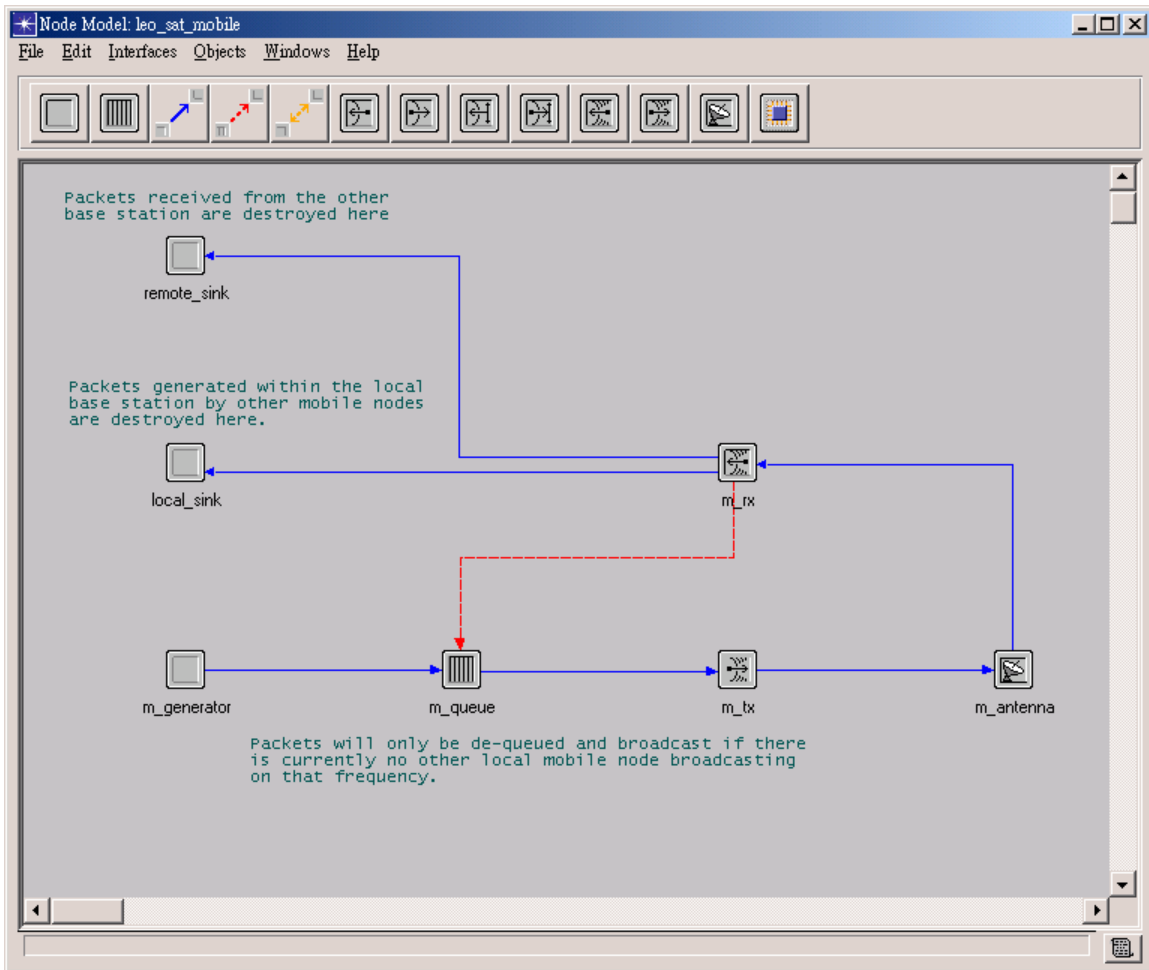 Node Model: leo_sat_mobile
File Edit Interfaces Objects Windows Help
Packets received from the other
base station are destroyed here
remote_sink
Packets generated within the local
base station by other mobile nodes
are destroyed here.
local_sink
m_rx
m_generator
m_queue
m_tx
m_antenna
Packets will only be de-queued and broadcast if there
is currently no other local mobile node broadcasting
on that frequency.